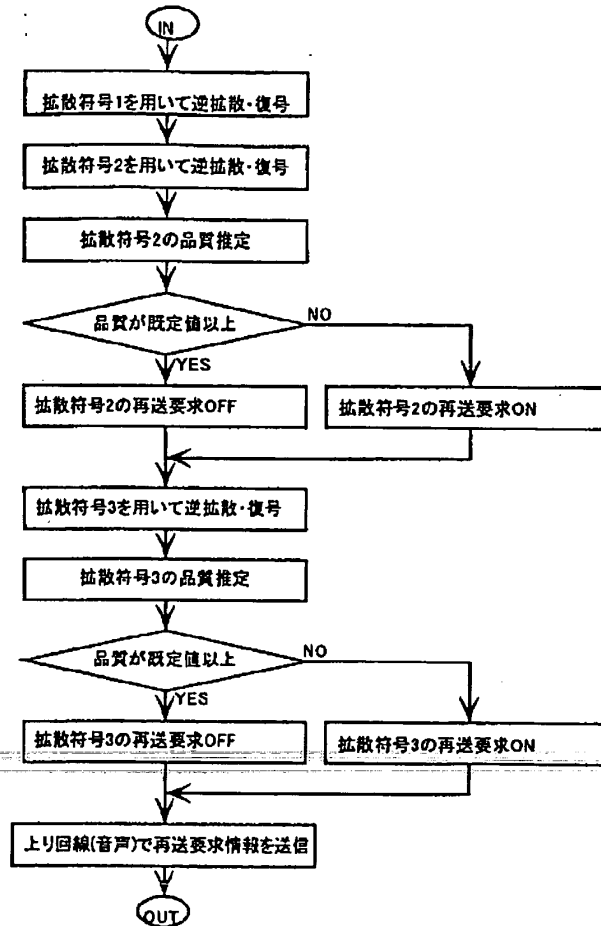 IN
拡散符号1を用いて逆拡散・復号
拡散符号2を用いて逆拡散・復号
拡散符号2の品質推定
品質が既定値以上
NO
YES
拡散符号2の再送要求OFF
拡散符号2の再送要求ON
拡散符号3を用いて逆拡散・復号
拡散符号3の品質推定
品質が既定値以上
NO
YES
拡散符号3の再送要求OFF
拡散符号3の再送要求ON
上り回線(音声)で再送要求情報を送信
OUT